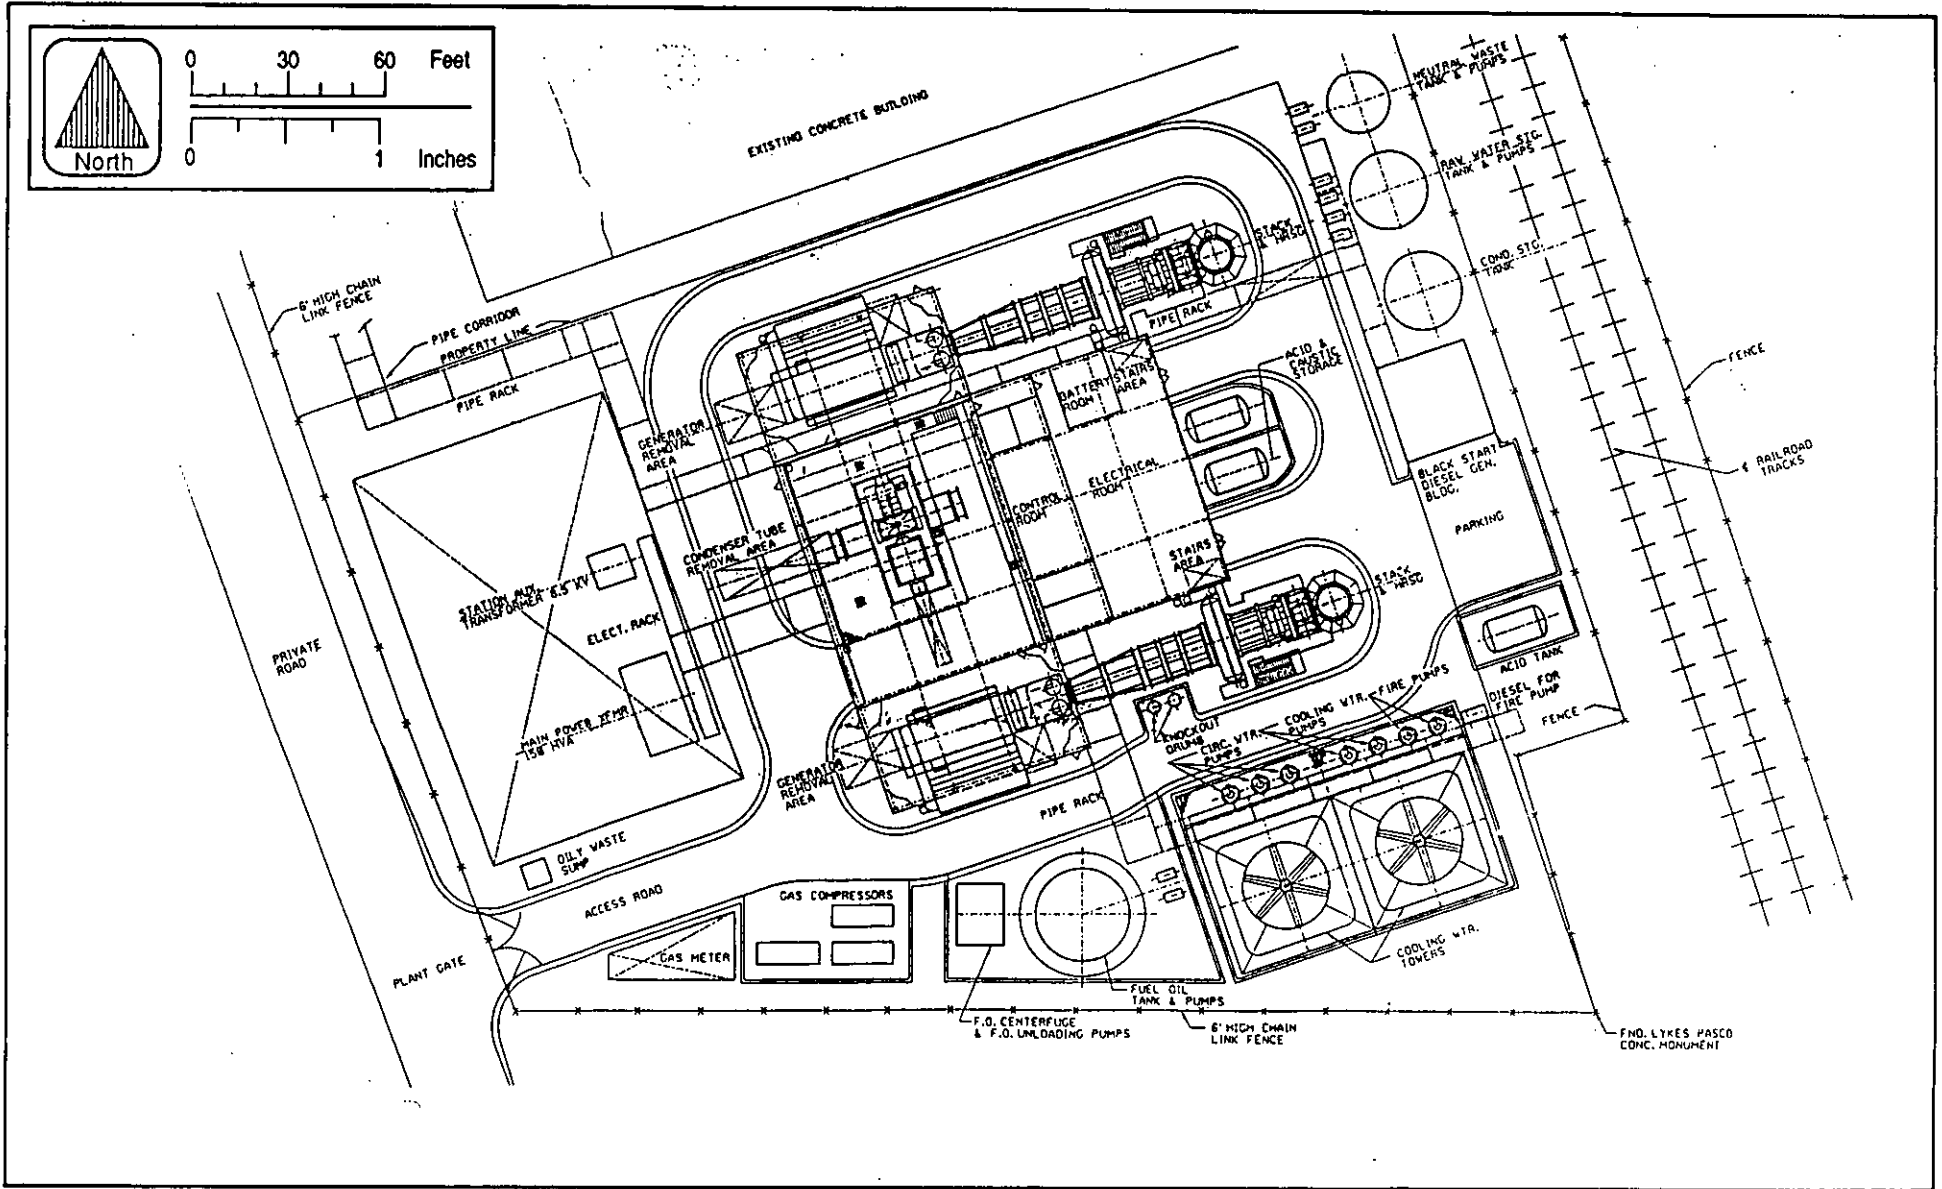 0 30 60 Feet
0 1 Inches
North
EXISTING CONCRETE BUILDING
NEUTRAL WASTE
TANK & PUMPS
RAW WATER STG.
TANK & PUMPS
COND. STG.
TANK
STACK
& HRSG
6' HIGH CHAIN
LINK FENCE
PIPE CORRIDOR
PROPERTY LINE
PIPE RACK
PIPE RACK
FENCE
ACID &
CAUSTIC
STORAGE
BATTERY
ROOM
STAIRS
AREA
GENERATOR
REMOVAL
AREA
ELECTRICAL
ROOM
CONTROL
ROOM
BLACK START
DIESEL GEN.
BLDG.
℄ RAILROAD
TRACKS
PARKING
CONDENSER TUBE
REMOVAL AREA
STAIRS
AREA
STACK
& HRSG
STATION AUX.
TRANSFORMER 6.5 KV
ELECT. RACK
PRIVATE
ROAD
ACID TANK
MAIN POWER XFMR
158 MVA
DIESEL FOR
FIRE PUMP
FENCE
FIRE PUMPS
COOLING WTR.
PUMPS
KNOCKOUT
DRUMS
CIRC. WTR.
PUMPS
GENERATOR
REMOVAL
AREA
PIPE RACK
OILY WASTE
SUMP
ACCESS ROAD
GAS COMPRESSORS
GAS METER
PLANT GATE
COOLING WTR.
TOWERS
FUEL OIL
TANK & PUMPS
F.O. CENTERFUGE
& F.O. UNLOADING PUMPS
6' HIGH CHAIN
LINK FENCE
FND. LYKES PASCO
CONC. MONUMENT